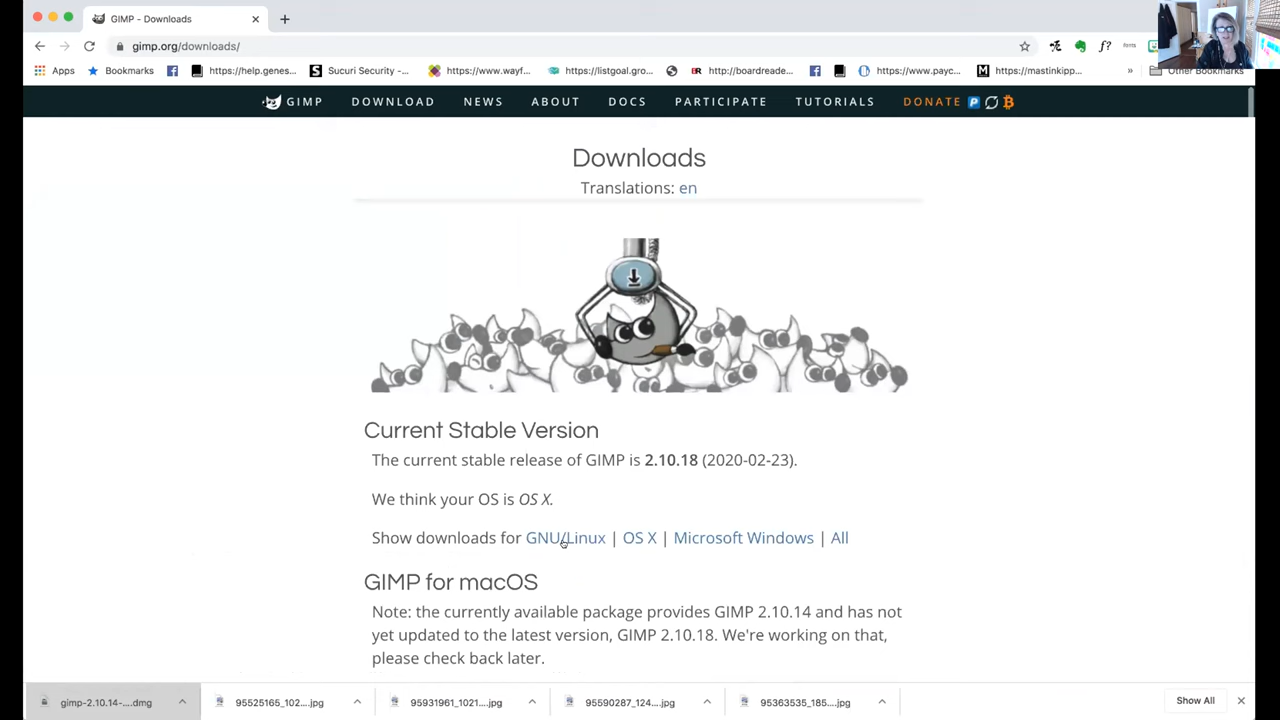 GIMP - Downloads
gimp.org/downloads/
Apps
Bookmarks
https://help.genes...
Sucuri Security -...
https://www.wayf...
https://listgoal.gro...
http://boardreade...
https://www.payc...
https://mastinkipp...
»
Other Bookmarks
GIMP DOWNLOAD NEWS ABOUT DOCS PARTICIPATE TUTORIALS DONATE
Downloads
Translations: en
Current Stable Version
The current stable release of GIMP is 2.10.18 (2020-02-23).
We think your OS is OS X.
Show downloads for GNU/Linux | OS X | Microsoft Windows | All
GIMP for macOS
Note: the currently available package provides GIMP 2.10.14 and has not
yet updated to the latest version, GIMP 2.10.18. We're working on that,
please check back later.
gimp-2.10.14-....dmg
95525165_102....jpg
95931961_1021....jpg
95590287_124....jpg
95363535_185....jpg
Show All